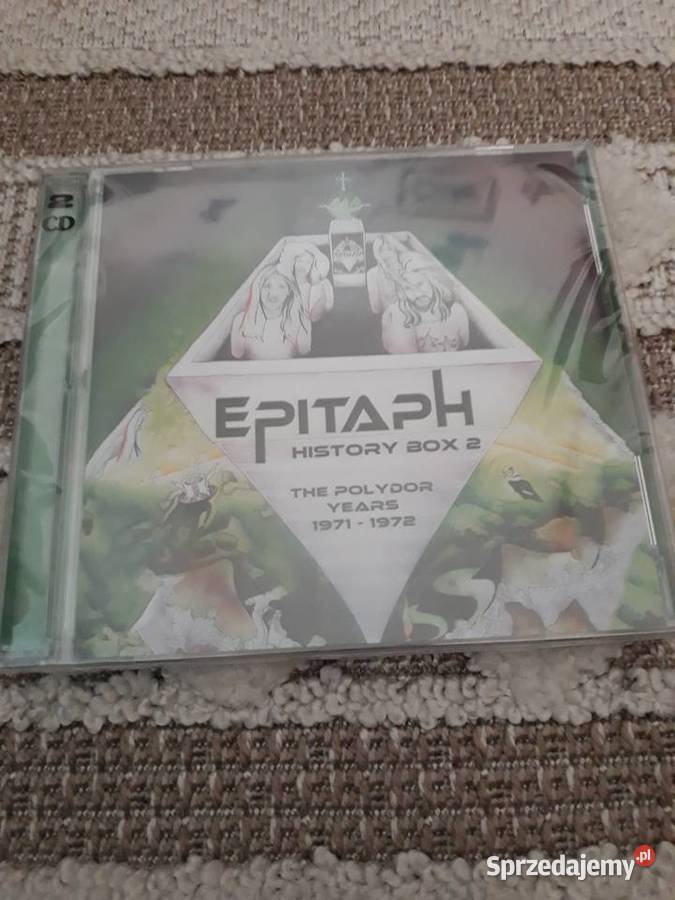 2
CD
EPITAPH
HISTORY BOX 2
THE POLYDOR
YEARS
1971 - 1972
Sprzedajemy.pl